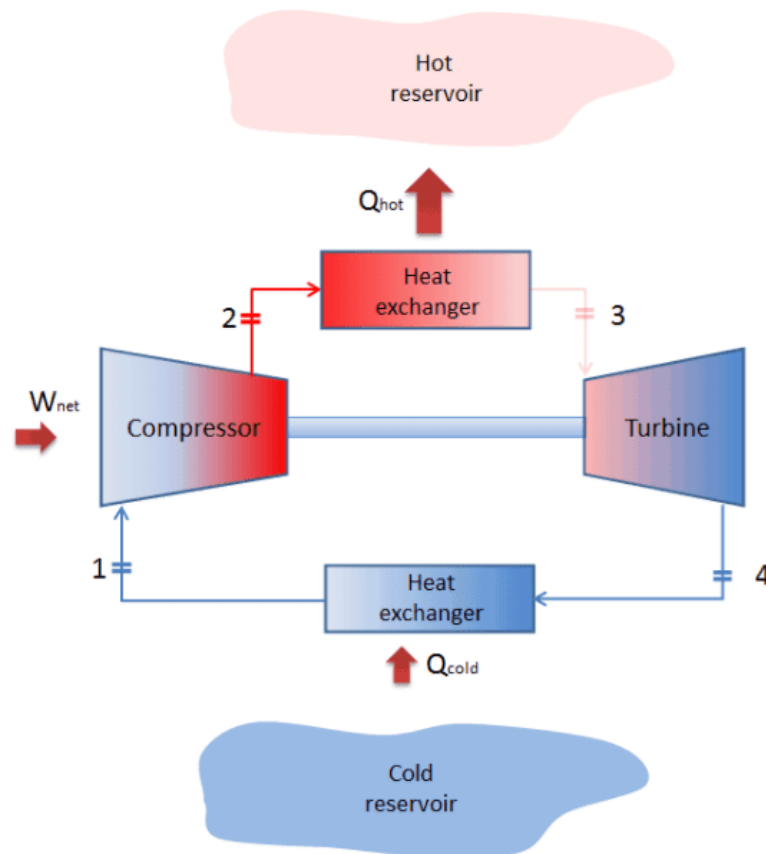 Hot
reservoir
Qhot
Heat
exchanger
2
3
Wnet
Compressor
Turbine
1
Heat
exchanger
4
Qcold
Cold
reservoir